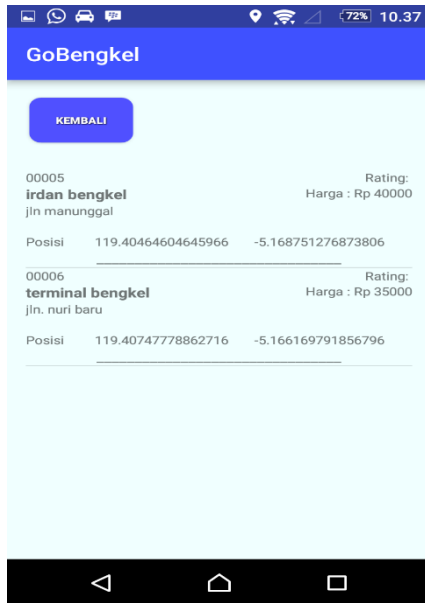 72% 10.37
GoBengkel
KEMBALI
00005 Rating:
irdan bengkel Harga : Rp 40000
jln manunggal
Posisi 119.40464604645966 -5.168751276873806
00006 Rating:
terminal bengkel Harga : Rp 35000
jln. nuri baru
Posisi 119.40747778862716 -5.166169791856796